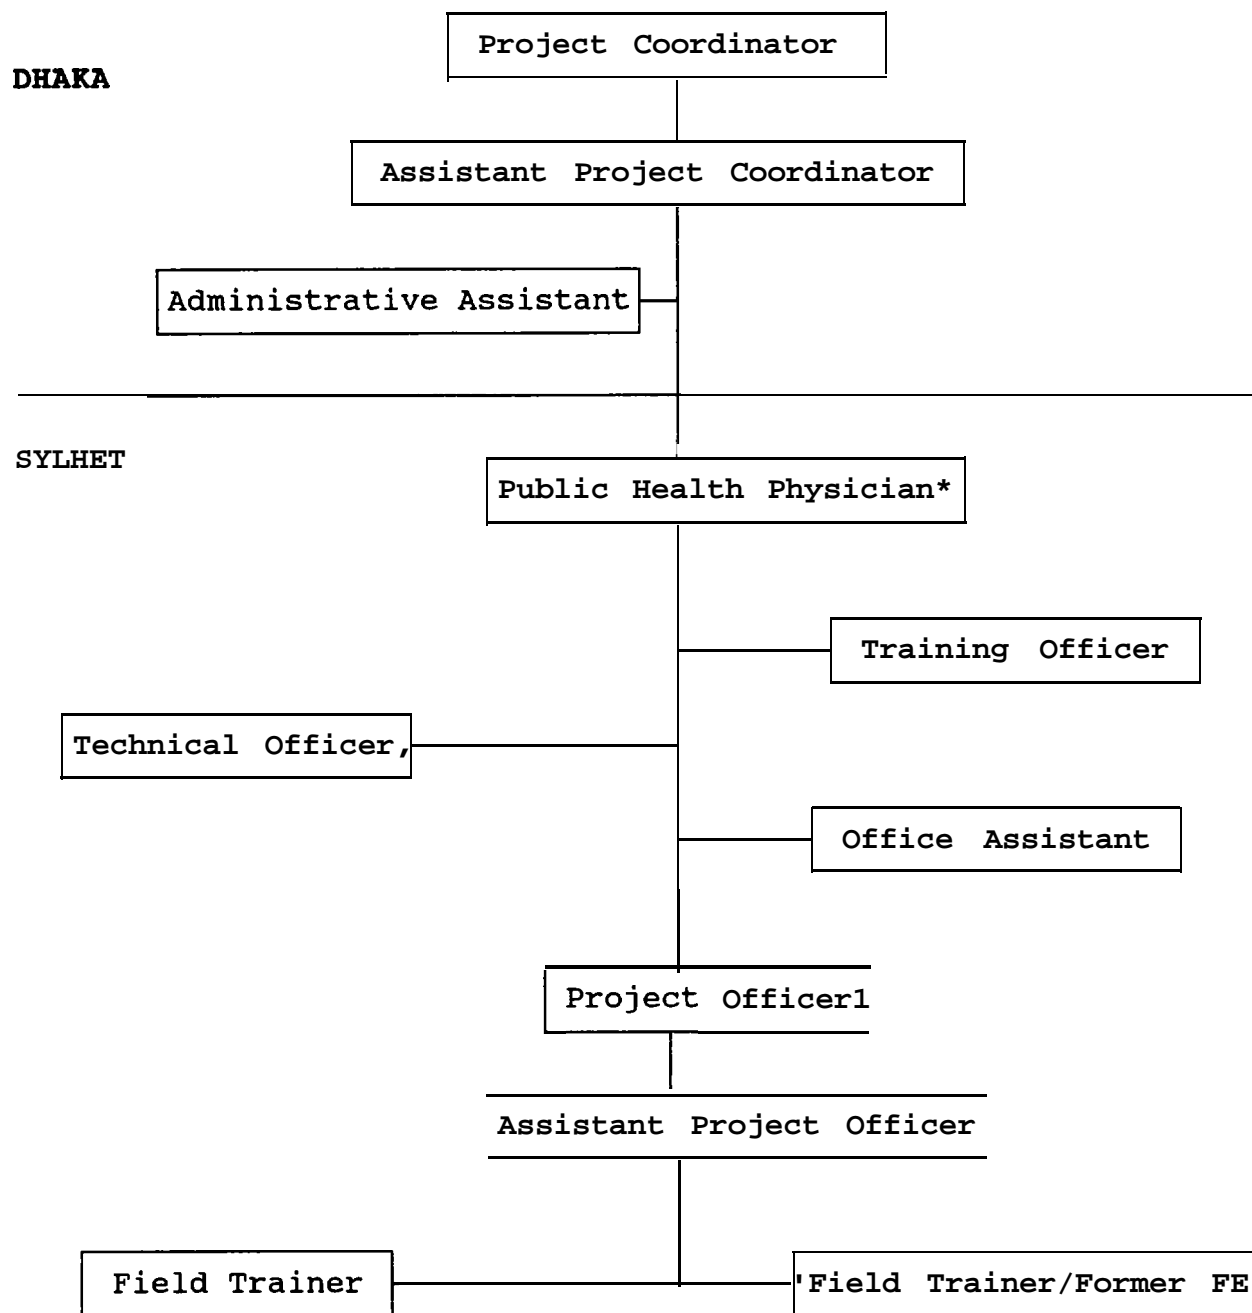 Project Coordinator
DHAKA
Assistant Project Coordinator
Administrative Assistant
SYLHET
Public Health Physician*
Training Officer
Technical Officer,
Office Assistant
Project Officer1
Assistant Project Officer
Field Trainer
'Field Trainer/Former FE